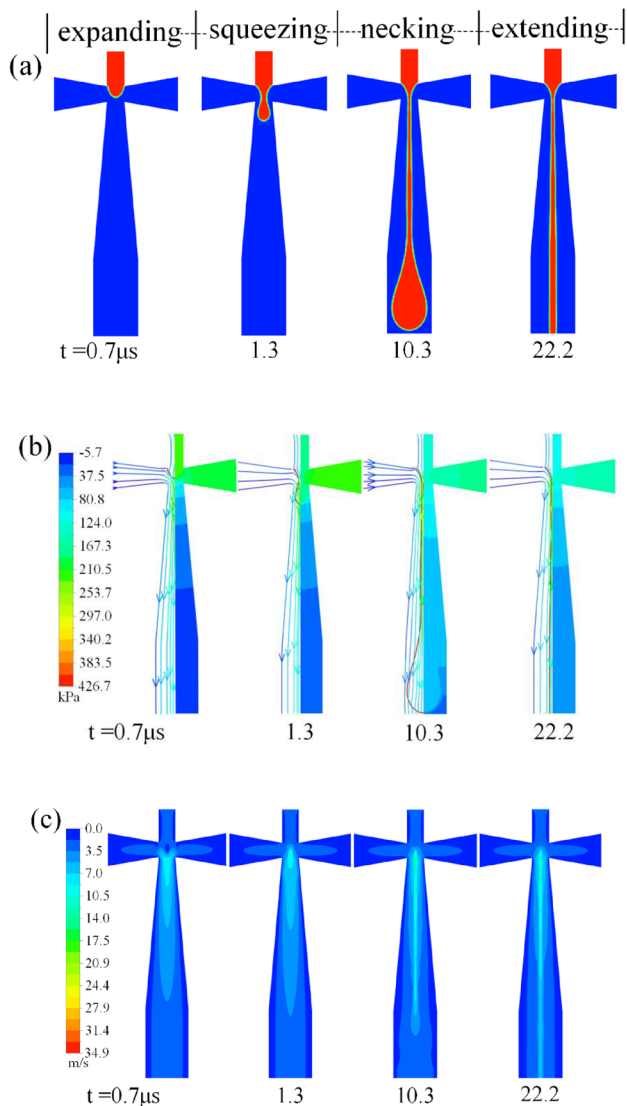 expanding squeezing necking extending
(a)
t =0.7μs 1.3 10.3 22.2
(b)
-5.7
37.5
80.8
124.0
167.3
210.5
253.7
297.0
340.2
383.5
426.7
kPa
t =0.7μs 1.3 10.3 22.2
(c)
0.0
3.5
7.0
10.5
14.0
17.5
20.9
24.4
27.9
31.4
34.9
m/s
t =0.7μs 1.3 10.3 22.2